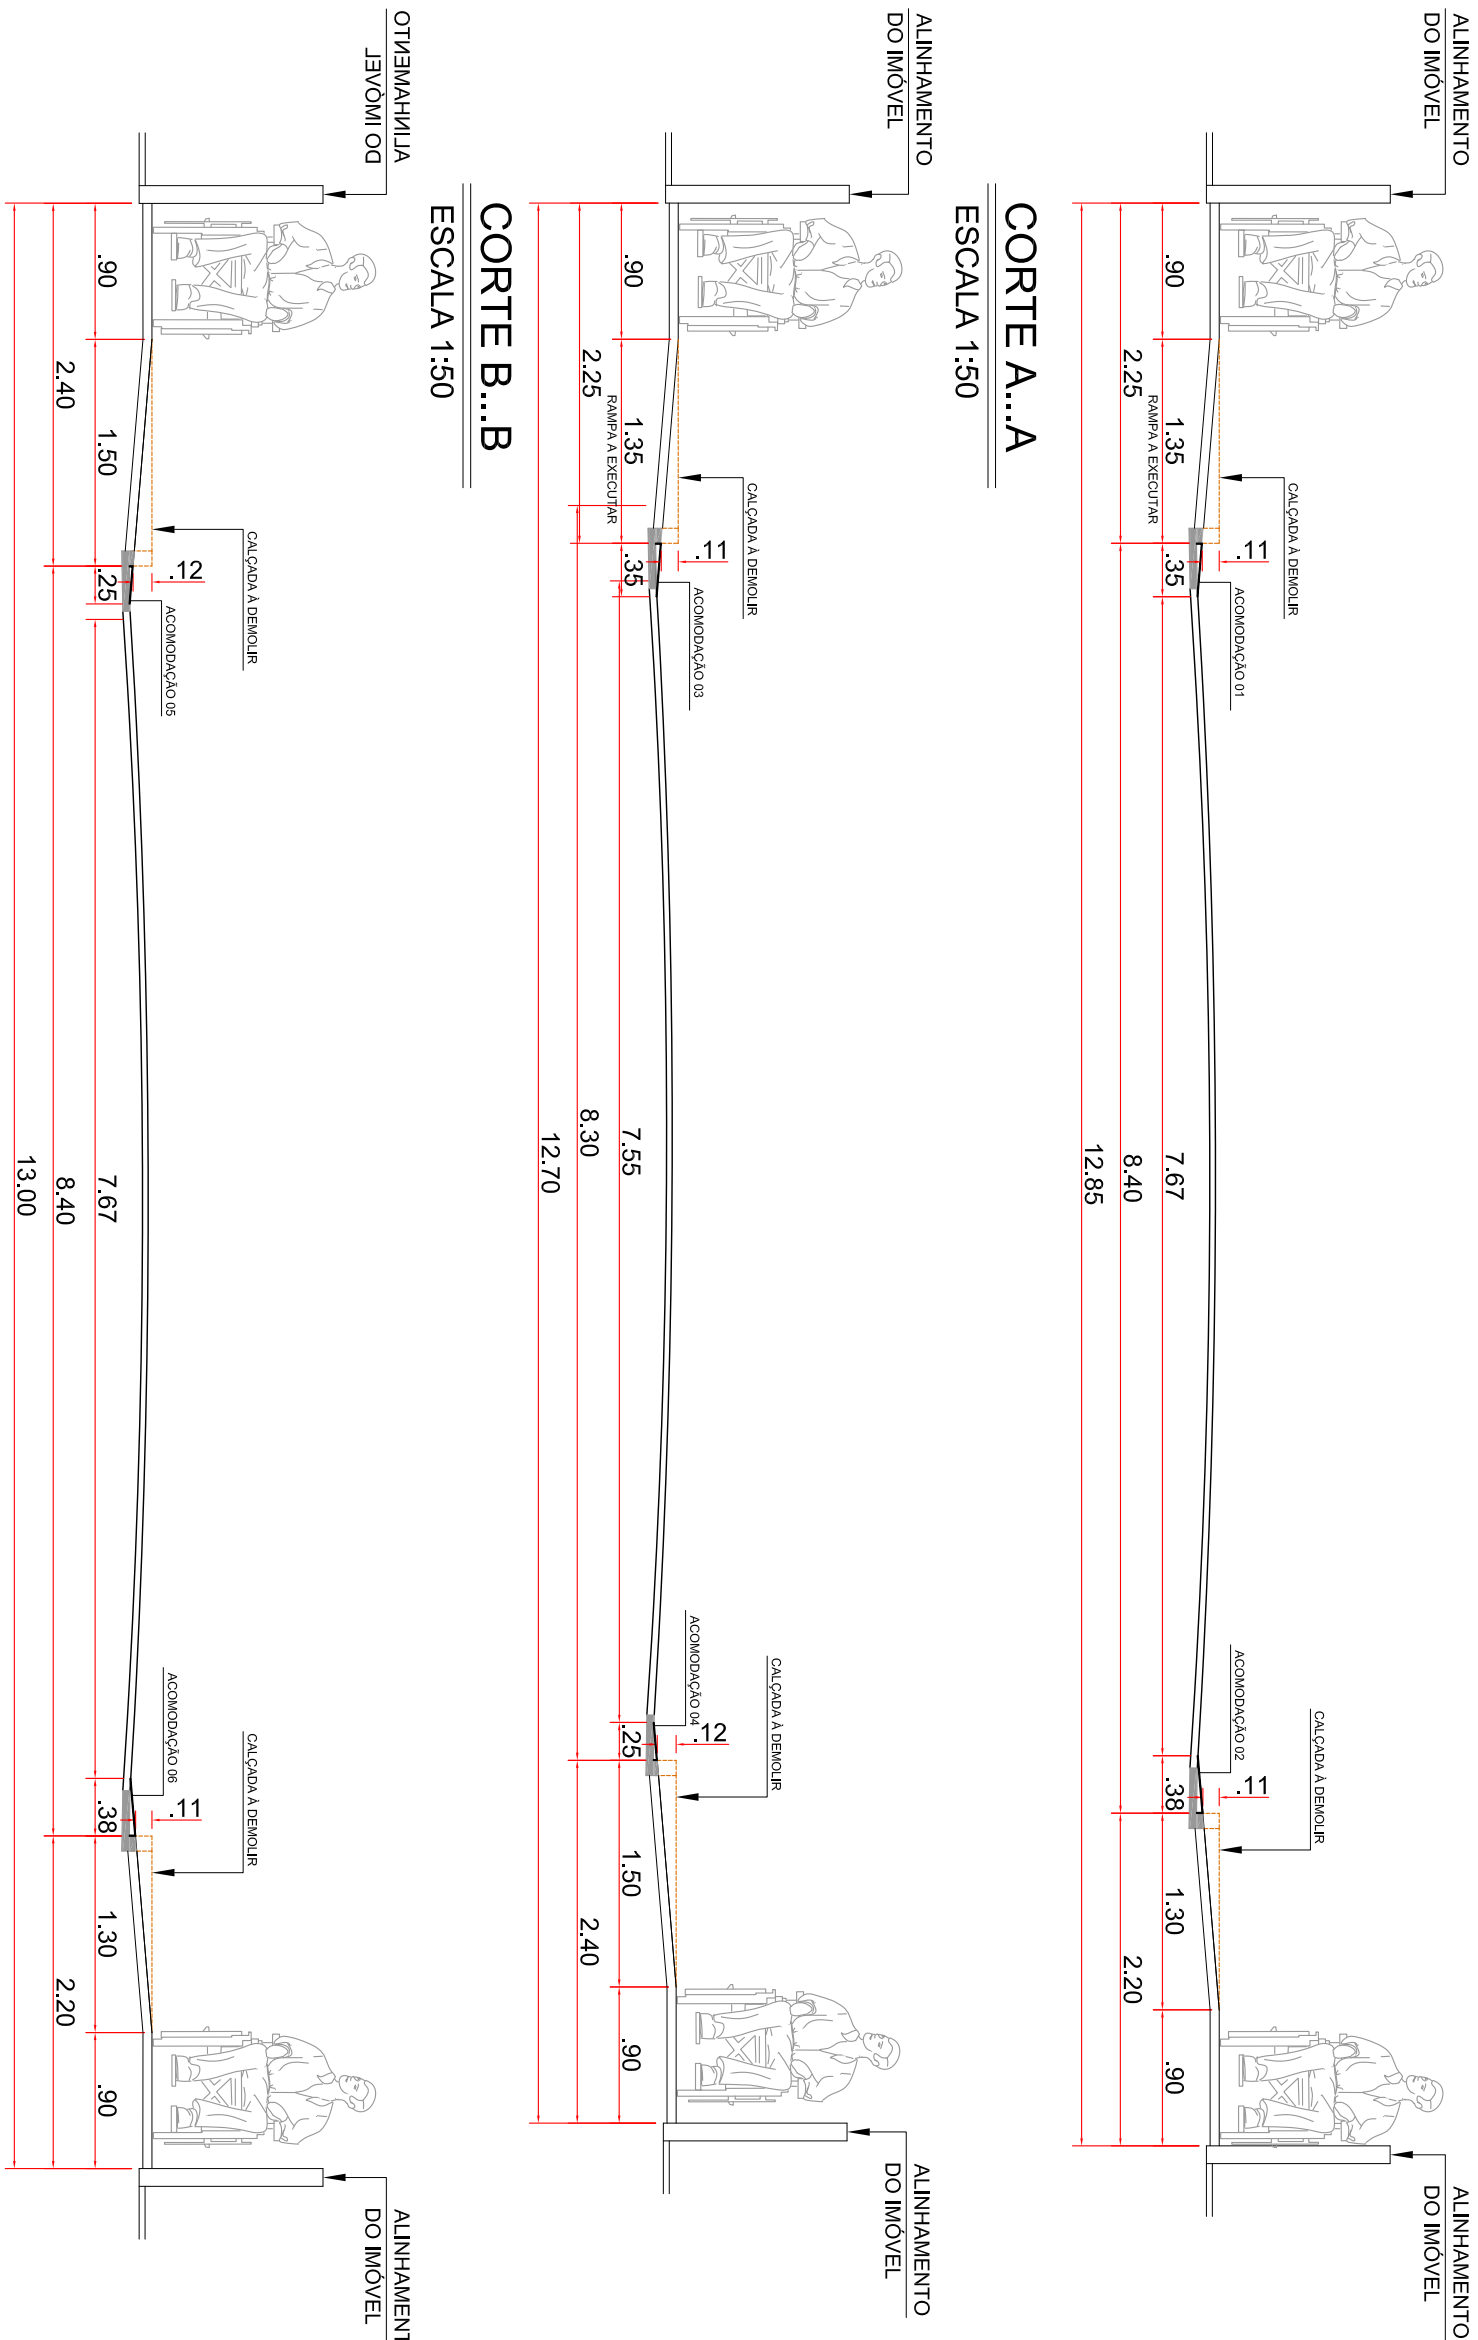 ALINHAMENTO
DO IMÓVEL
ALINHAMENTO
DO IMÓVEL
CALÇADA À DEMOLIR
CALÇADA À DEMOLIR
ACOMODAÇÃO 01
ACOMODAÇÃO 02
.11
.11
.90
1.35
RAMPA A EXECUTAR
.35
7.67
.38
1.30
.90
2.25
8.40
2.20
12.85
CORTE A...A
ESCALA 1:50
ALINHAMENTO
DO IMÓVEL
ALINHAMENTO
DO IMÓVEL
CALÇADA À DEMOLIR
CALÇADA À DEMOLIR
ACOMODAÇÃO 03
ACOMODAÇÃO 04
.11
.12
.90
1.35
RAMPA A EXECUTAR
.35
7.55
.25
1.50
.90
2.25
8.30
2.40
12.70
CORTE B...B
ESCALA 1:50
ALINHAMENTO
DO IMÓVEL
ALINHAMENT
DO IMÓVEL
CALÇADA À DEMOLIR
CALÇADA À DEMOLIR
ACOMODAÇÃO 05
ACOMODAÇÃO 06
.12
.11
.90
1.50
.25
7.67
.38
1.30
.90
2.40
8.40
2.20
13.00